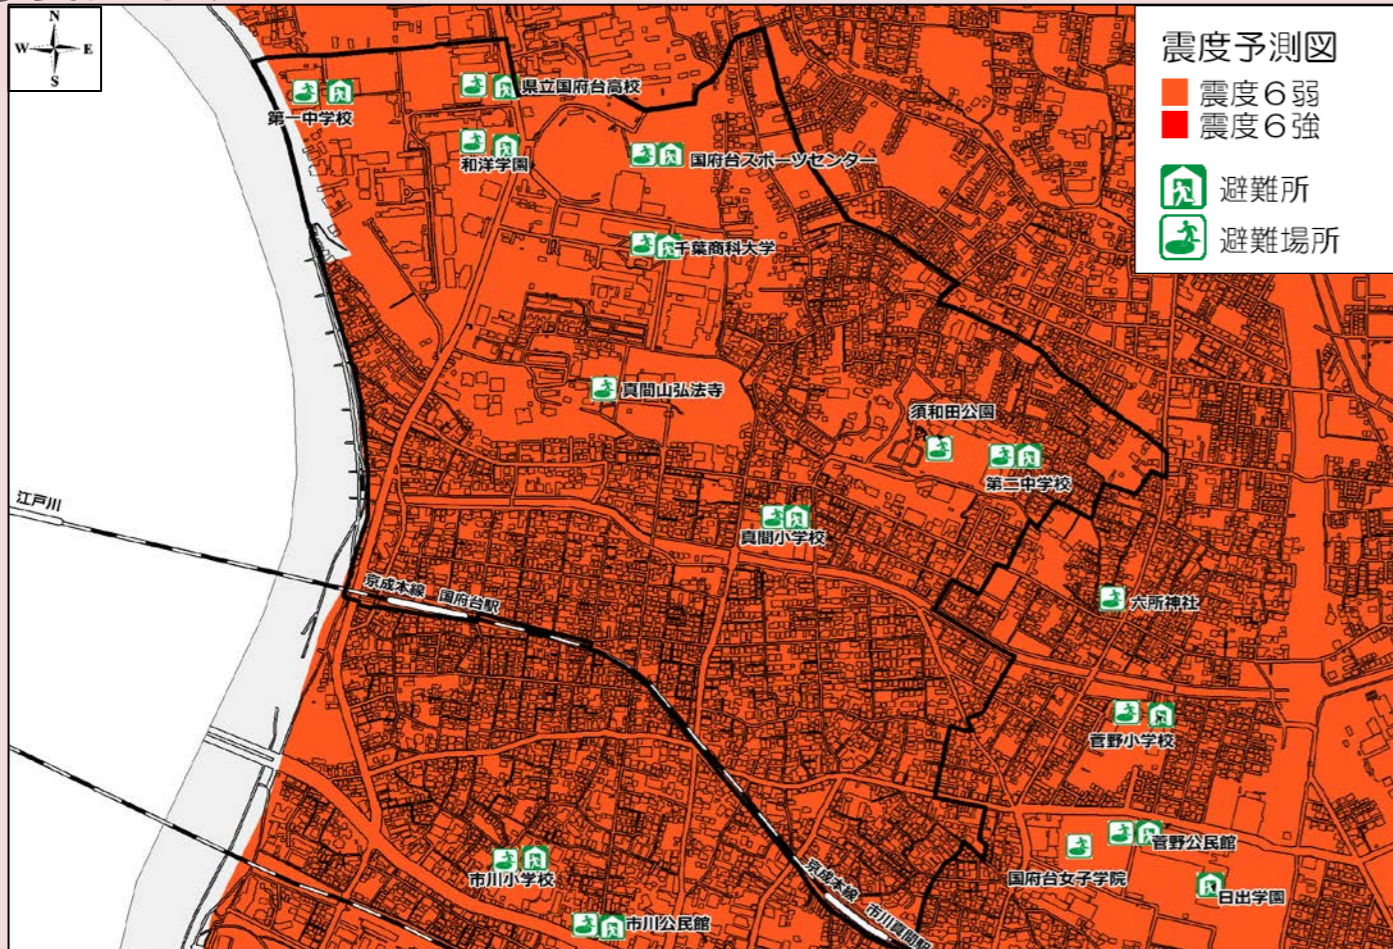 N
W E
S
震度予測図
震度6弱
震度6強
避難所
避難場所
県立国府台高校
第一中学校
和洋学園
国府台スポーツセンター
千葉商科大学
真間山弘法寺
須和田公園
第二中学校
江戸川
真間小学校
京成本線 国府台駅
六所神社
菅野小学校
菅野公民館
国府台女子学院
市川小学校
日出学園
京成本線 市川真間駅
市川公民館